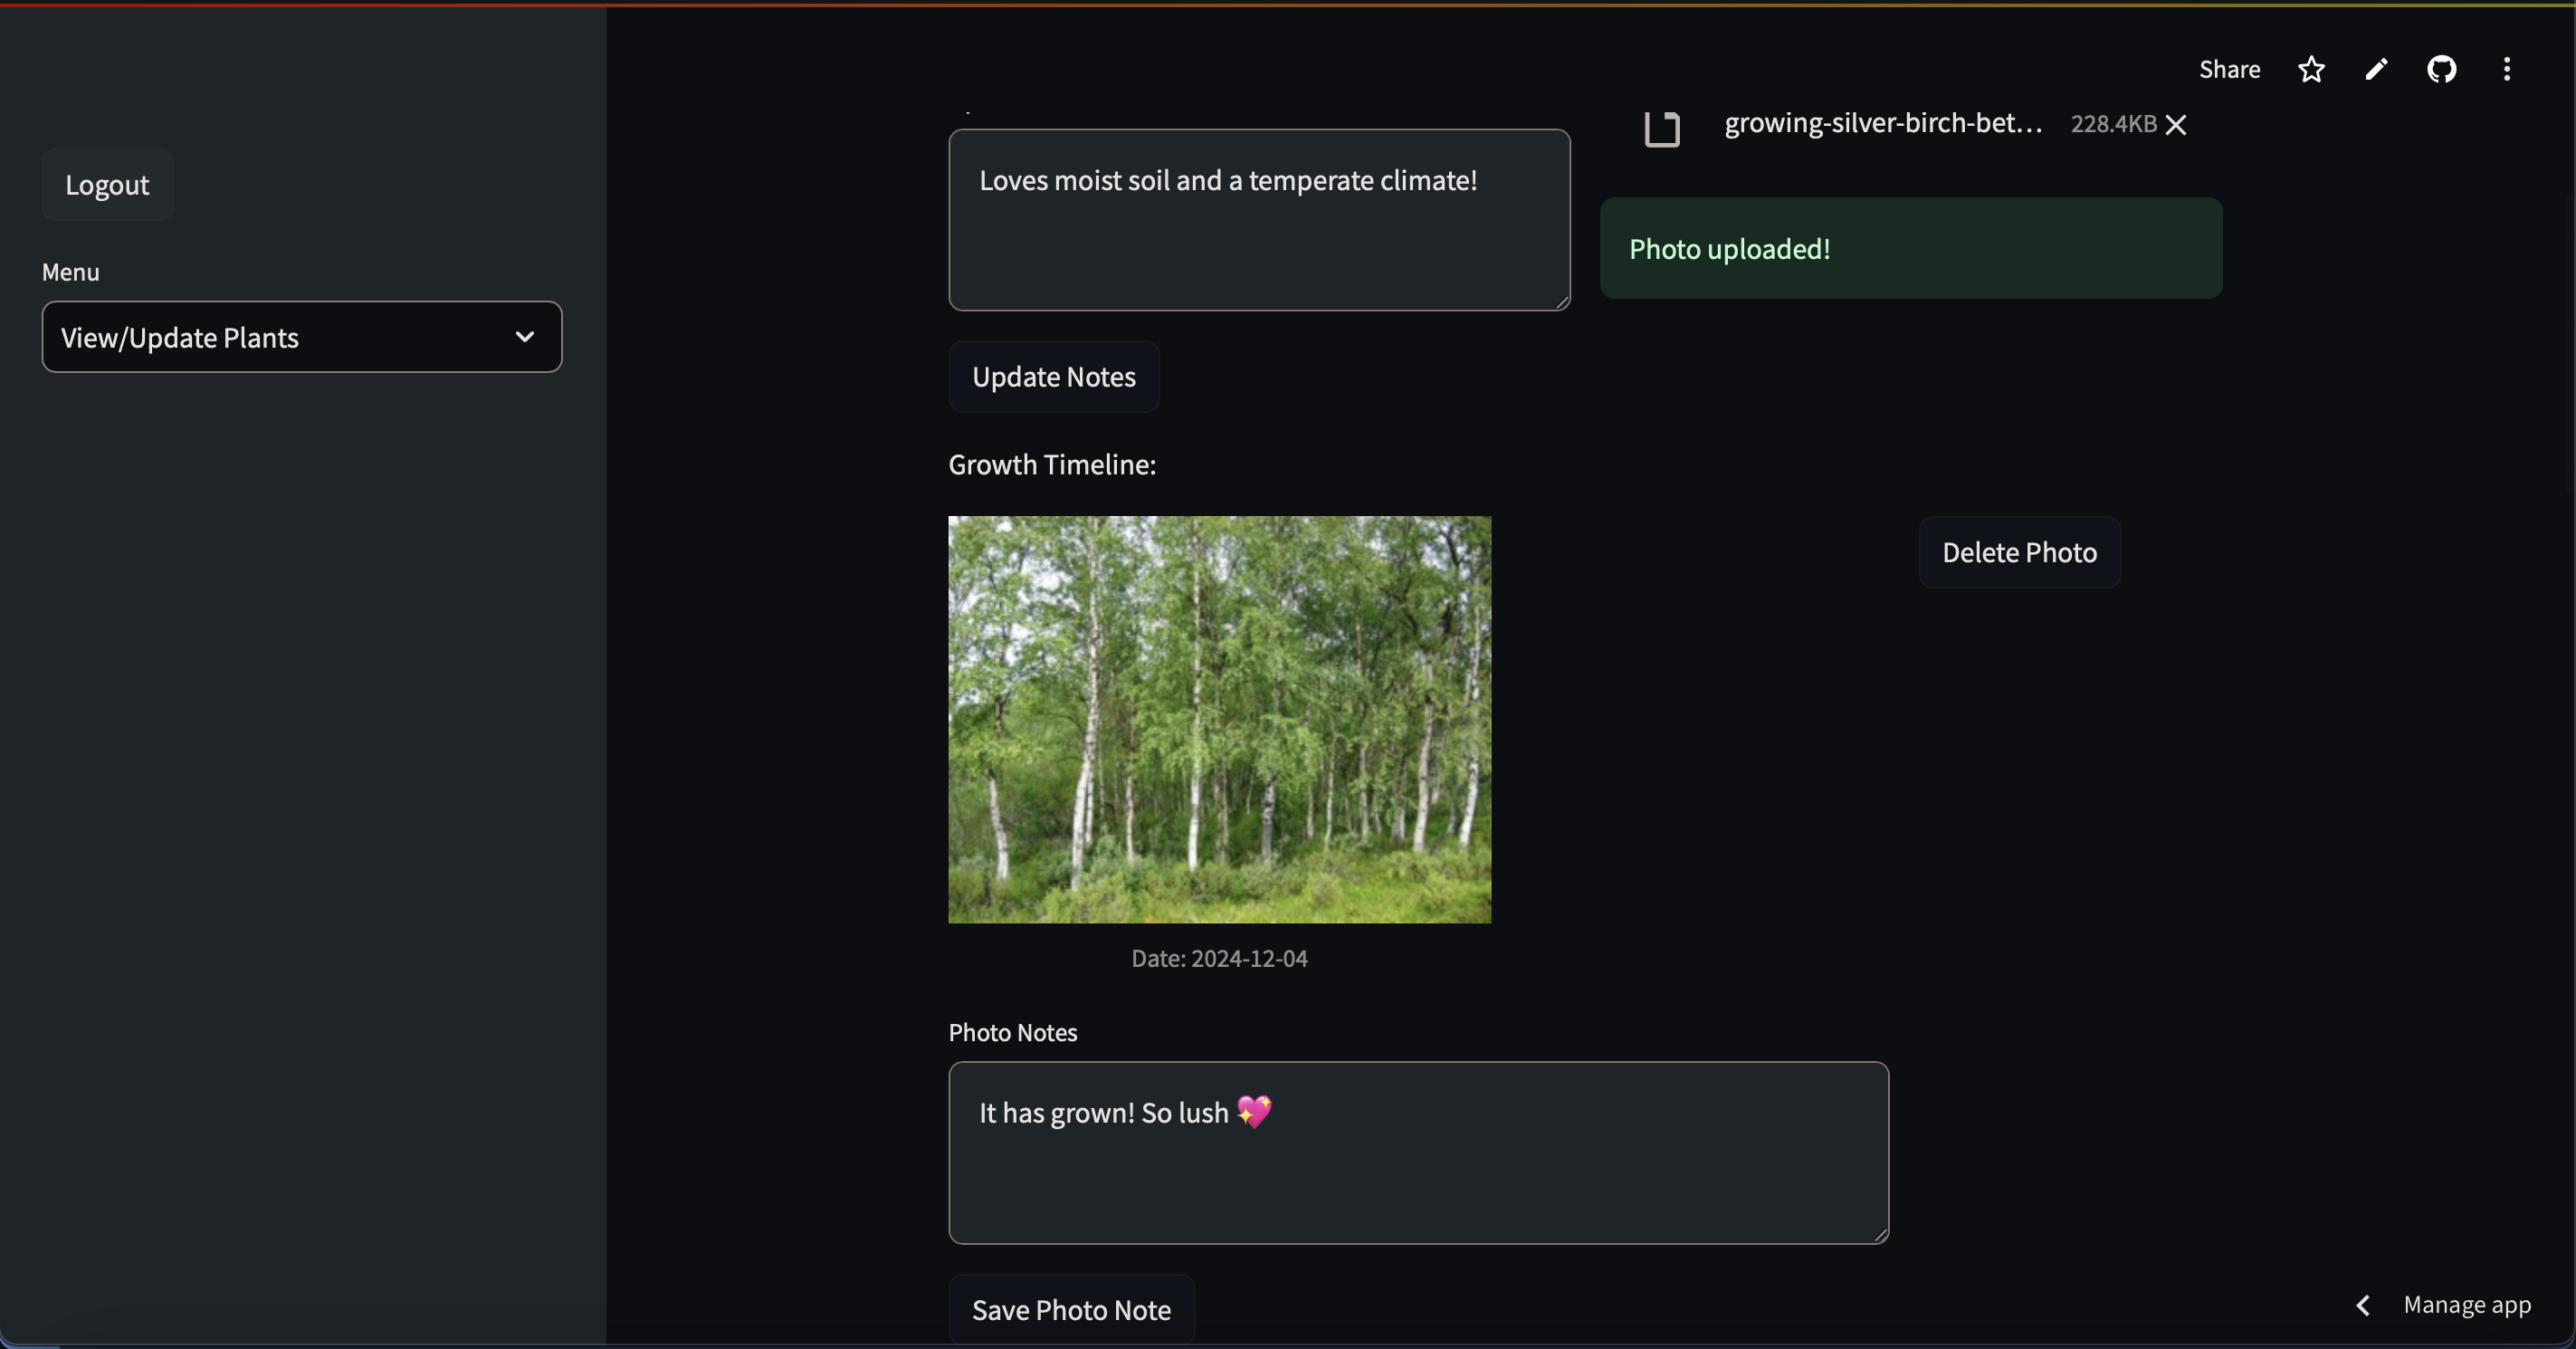 Share
growing-silver-birch-bet… 228.4KB
Loves moist soil and a temperate climate!
Photo uploaded!
Logout
Menu
View/Update Plants
Update Notes
Growth Timeline:
Delete Photo
Date: 2024-12-04
Photo Notes
It has grown! So lush 💖
Save Photo Note
Manage app